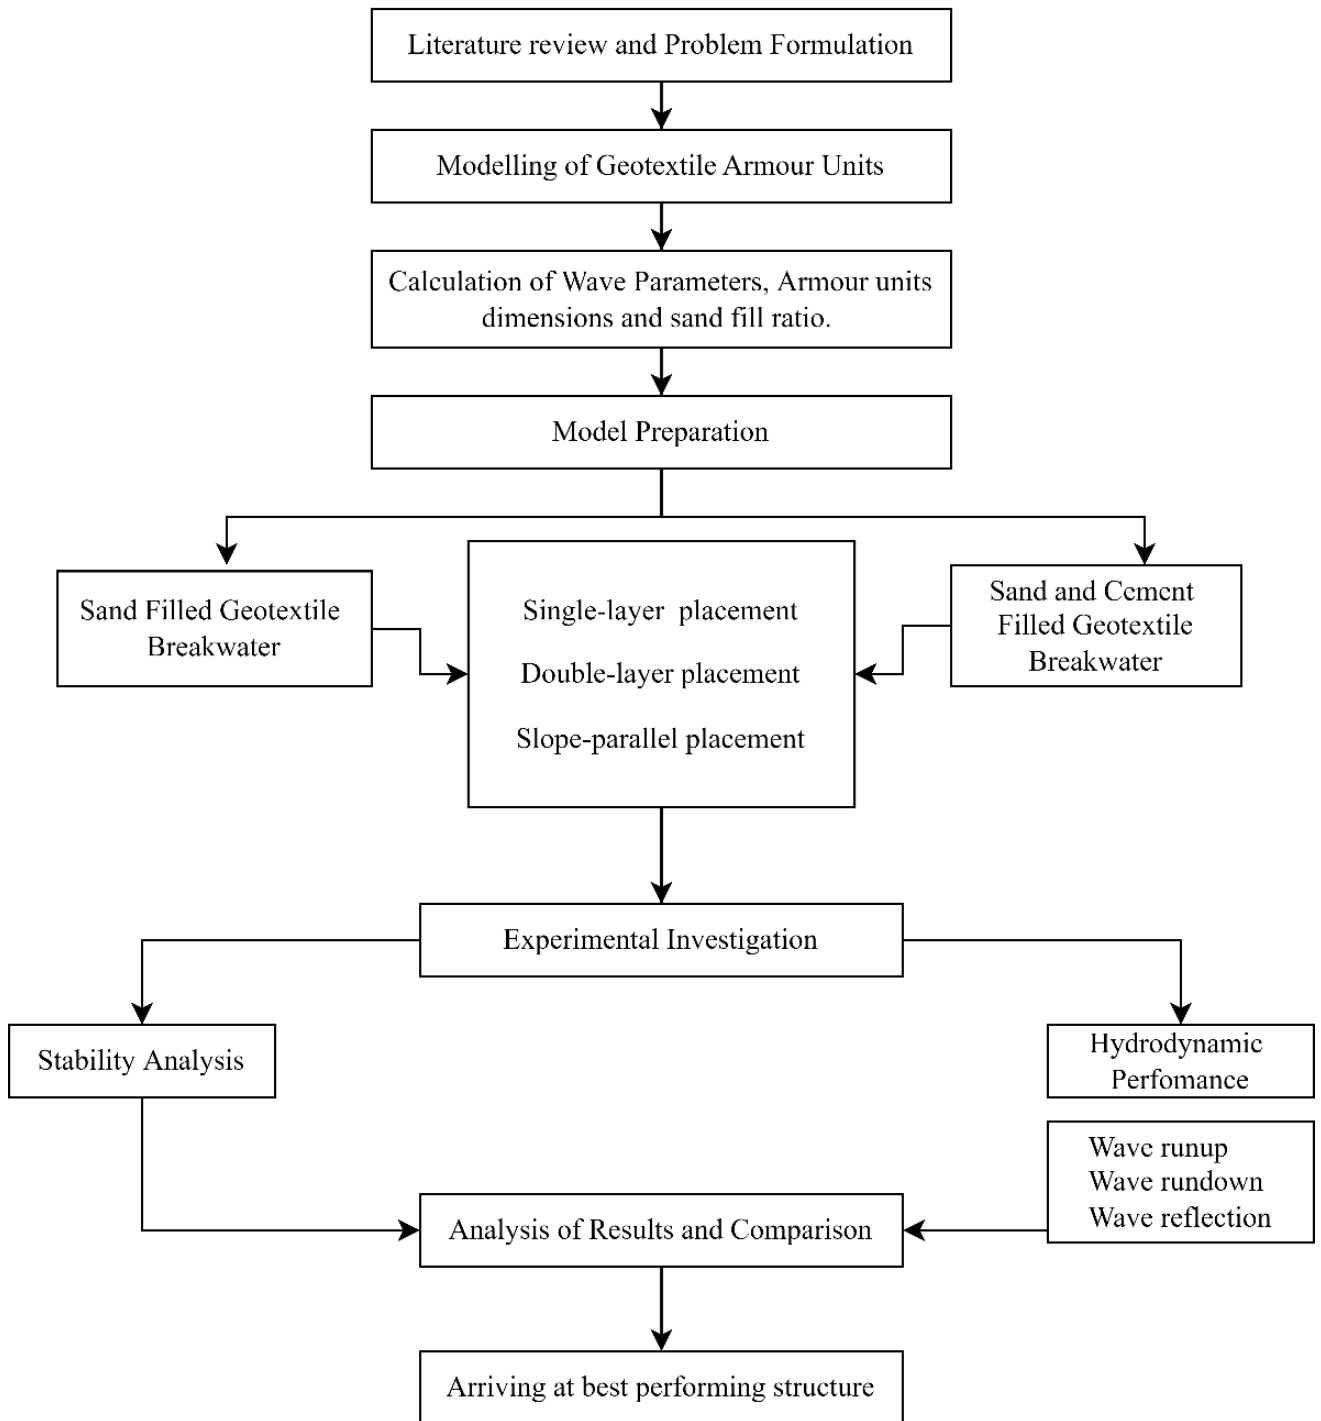 Literature review and Problem Formulation
Modelling of Geotextile Armour Units
Calculation of Wave Parameters, Armour units
dimensions and sand fill ratio.
Model Preparation
Sand Filled Geotextile
Breakwater
Single-layer placement
Double-layer placement
Slope-parallel placement
Sand and Cement
Filled Geotextile
Breakwater
Experimental Investigation
Stability Analysis
Hydrodynamic
Perfomance
Wave runup
Wave rundown
Wave reflection
Analysis of Results and Comparison
Arriving at best performing structure